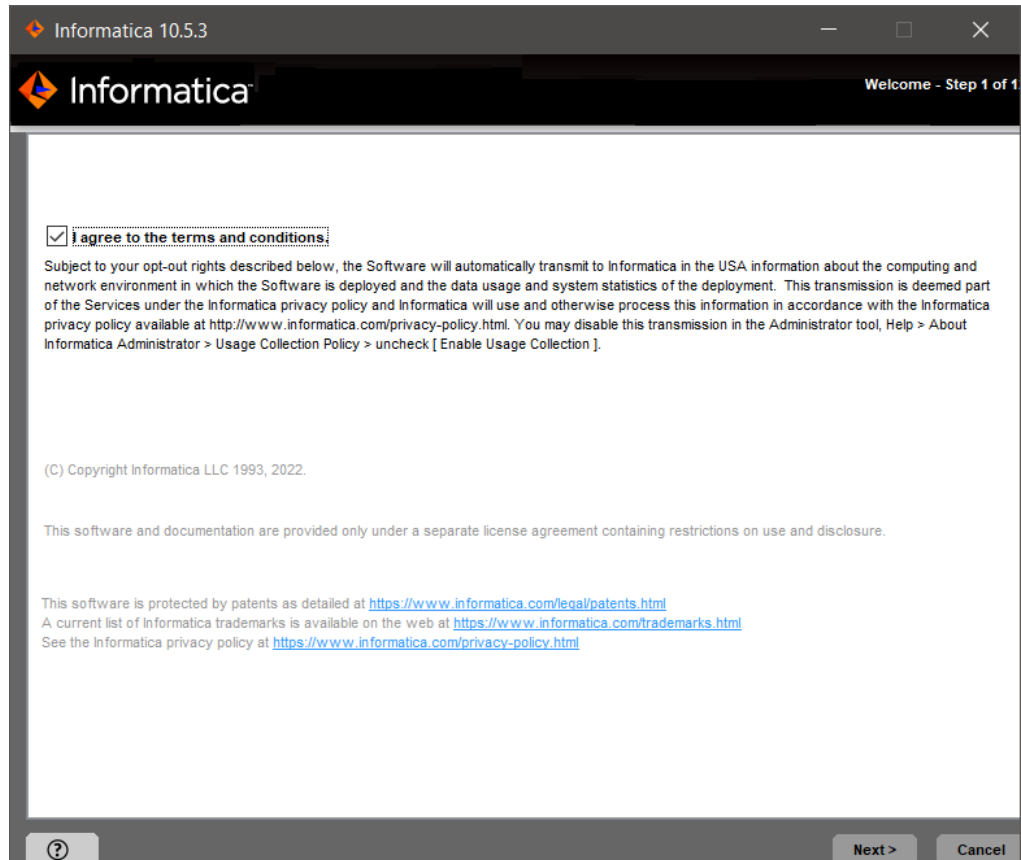 Informatica 10.5.3
Informatica
Welcome - Step 1 of 1
I agree to the terms and conditions.
Subject to your opt-out rights described below, the Software will automatically transmit to Informatica in the USA information about the computing and
network environment in which the Software is deployed and the data usage and system statistics of the deployment.  This transmission is deemed part
of the Services under the Informatica privacy policy and Informatica will use and otherwise process this information in accordance with the Informatica
privacy policy available at http://www.informatica.com/privacy-policy.html. You may disable this transmission in the Administrator tool, Help > About
Informatica Administrator > Usage Collection Policy > uncheck [ Enable Usage Collection ].
(C) Copyright Informatica LLC 1993, 2022.
This software and documentation are provided only under a separate license agreement containing restrictions on use and disclosure.
This software is protected by patents as detailed at https://www.informatica.com/legal/patents.html
A current list of Informatica trademarks is available on the web at https://www.informatica.com/trademarks.html
See the Informatica privacy policy at https://www.informatica.com/privacy-policy.html
?
Next >
Cancel